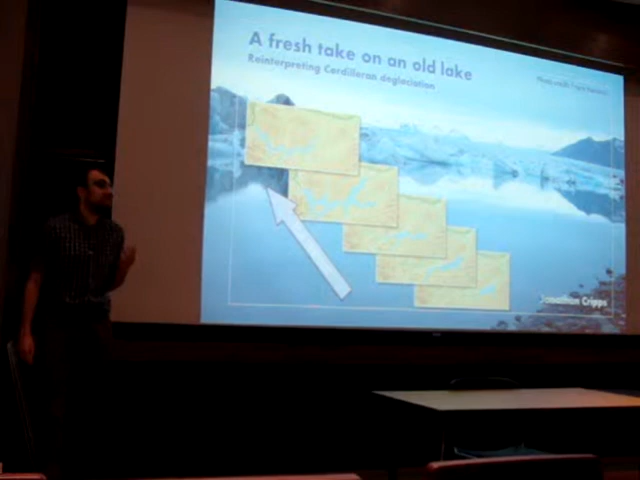 A fresh take on an old lake
Reinterpreting Cordilleran deglaciation
Jonathan Cripps